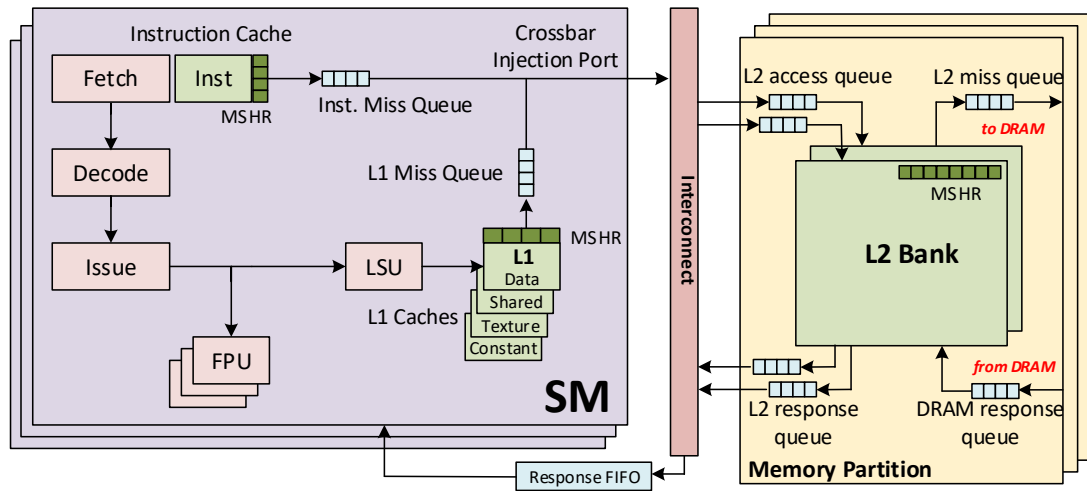 Instruction Cache
Crossbar
Injection Port
Fetch
Inst
MSHR
Inst. Miss Queue
Decode
L1 Miss Queue
Issue
LSU
MSHR
L1
Data
Shared
Texture
Constant
L1 Caches
FPU
SM
Response FIFO
Interconnect
L2 access queue
L2 miss queue
to DRAM
MSHR
L2 Bank
from DRAM
L2 response
queue
DRAM response
queue
Memory Partition